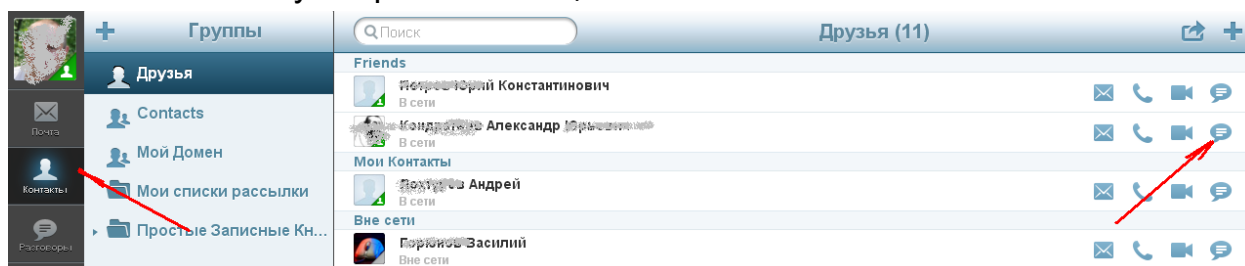 Группы
Поиск
Друзья (11)
Друзья
Contacts
Мой Домен
Мои списки рассылки
Простые Записные Кн...
Почта
Контакты
Разговоры
Friends
Юрий Константинович
В сети
Александр
В сети
Мои Контакты
Андрей
В сети
Вне сети
Василий
Вне сети